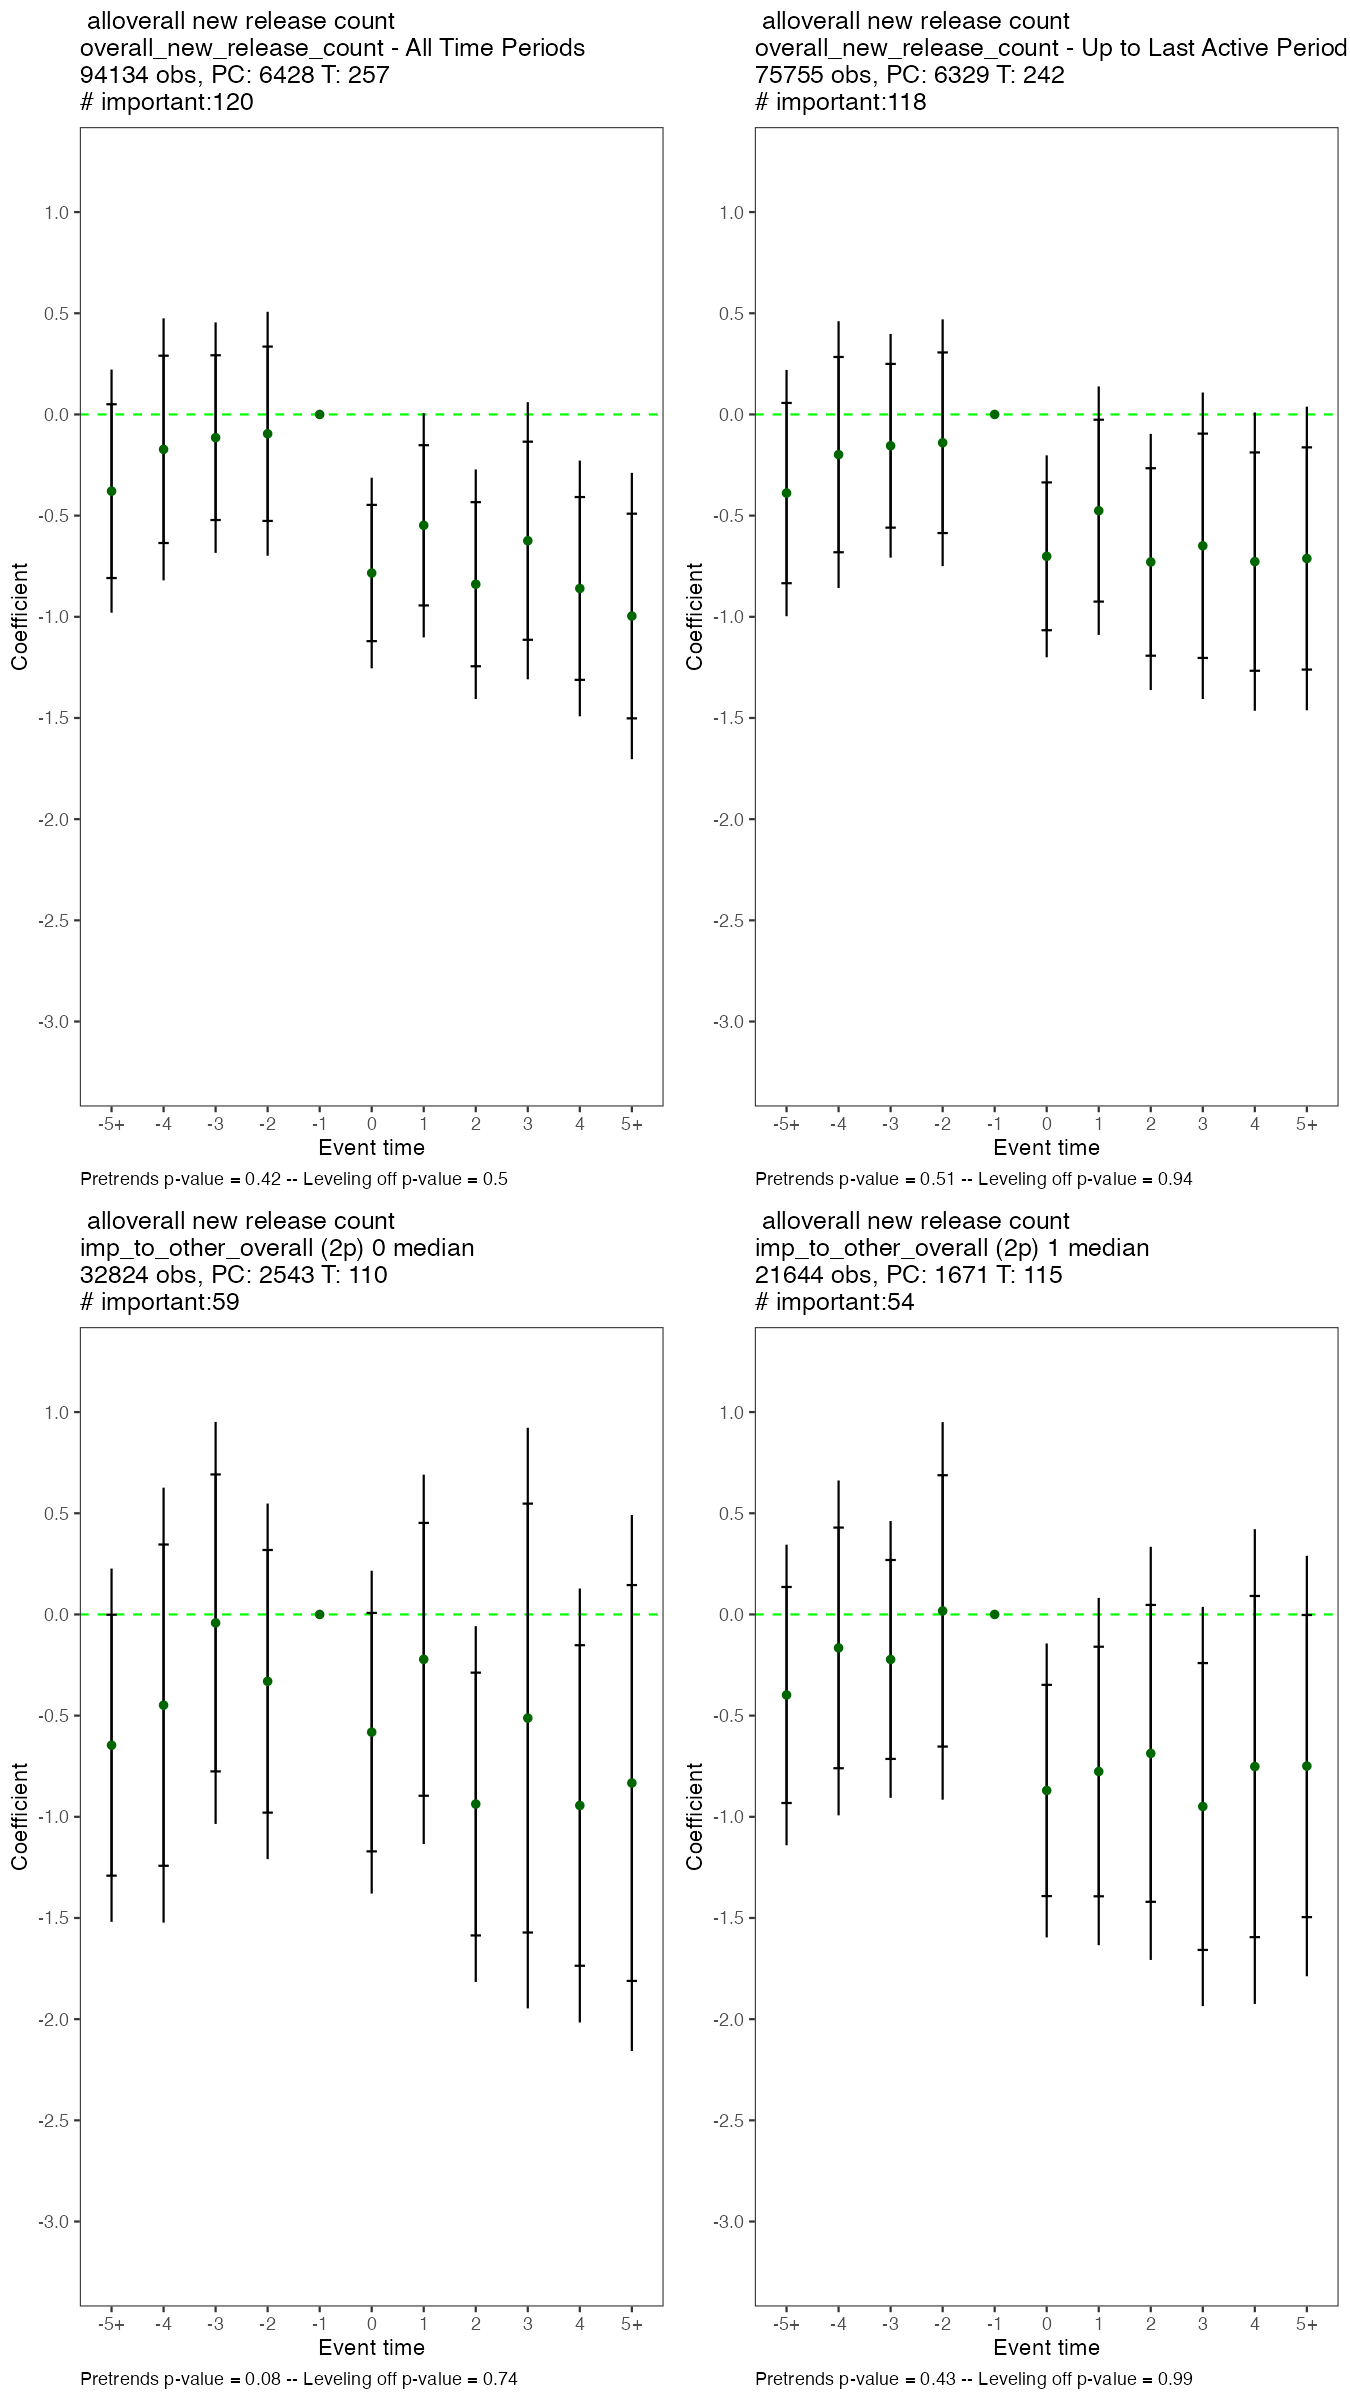 alloverall new release count
overall_new_release_count - All Time Periods
94134 obs, PC: 6428 T: 257
# important:120
1.0
0.5
0.0
-0.5
-1.0
-1.5
-2.0
-2.5
-3.0
Coefficient
-5+ -4 -3 -2 -1 0 1 2 3 4 5+
Event time
Pretrends p-value = 0.42 -- Leveling off p-value = 0.5
alloverall new release count
overall_new_release_count - Up to Last Active Period
75755 obs, PC: 6329 T: 242
# important:118
1.0
0.5
0.0
-0.5
-1.0
-1.5
-2.0
-2.5
-3.0
Coefficient
-5+ -4 -3 -2 -1 0 1 2 3 4 5+
Event time
Pretrends p-value = 0.51 -- Leveling off p-value = 0.94
alloverall new release count
imp_to_other_overall (2p) 0 median
32824 obs, PC: 2543 T: 110
# important:59
1.0
0.5
0.0
-0.5
-1.0
-1.5
-2.0
-2.5
-3.0
Coefficient
-5+ -4 -3 -2 -1 0 1 2 3 4 5+
Event time
Pretrends p-value = 0.08 -- Leveling off p-value = 0.74
alloverall new release count
imp_to_other_overall (2p) 1 median
21644 obs, PC: 1671 T: 115
# important:54
1.0
0.5
0.0
-0.5
-1.0
-1.5
-2.0
-2.5
-3.0
Coefficient
-5+ -4 -3 -2 -1 0 1 2 3 4 5+
Event time
Pretrends p-value = 0.43 -- Leveling off p-value = 0.99